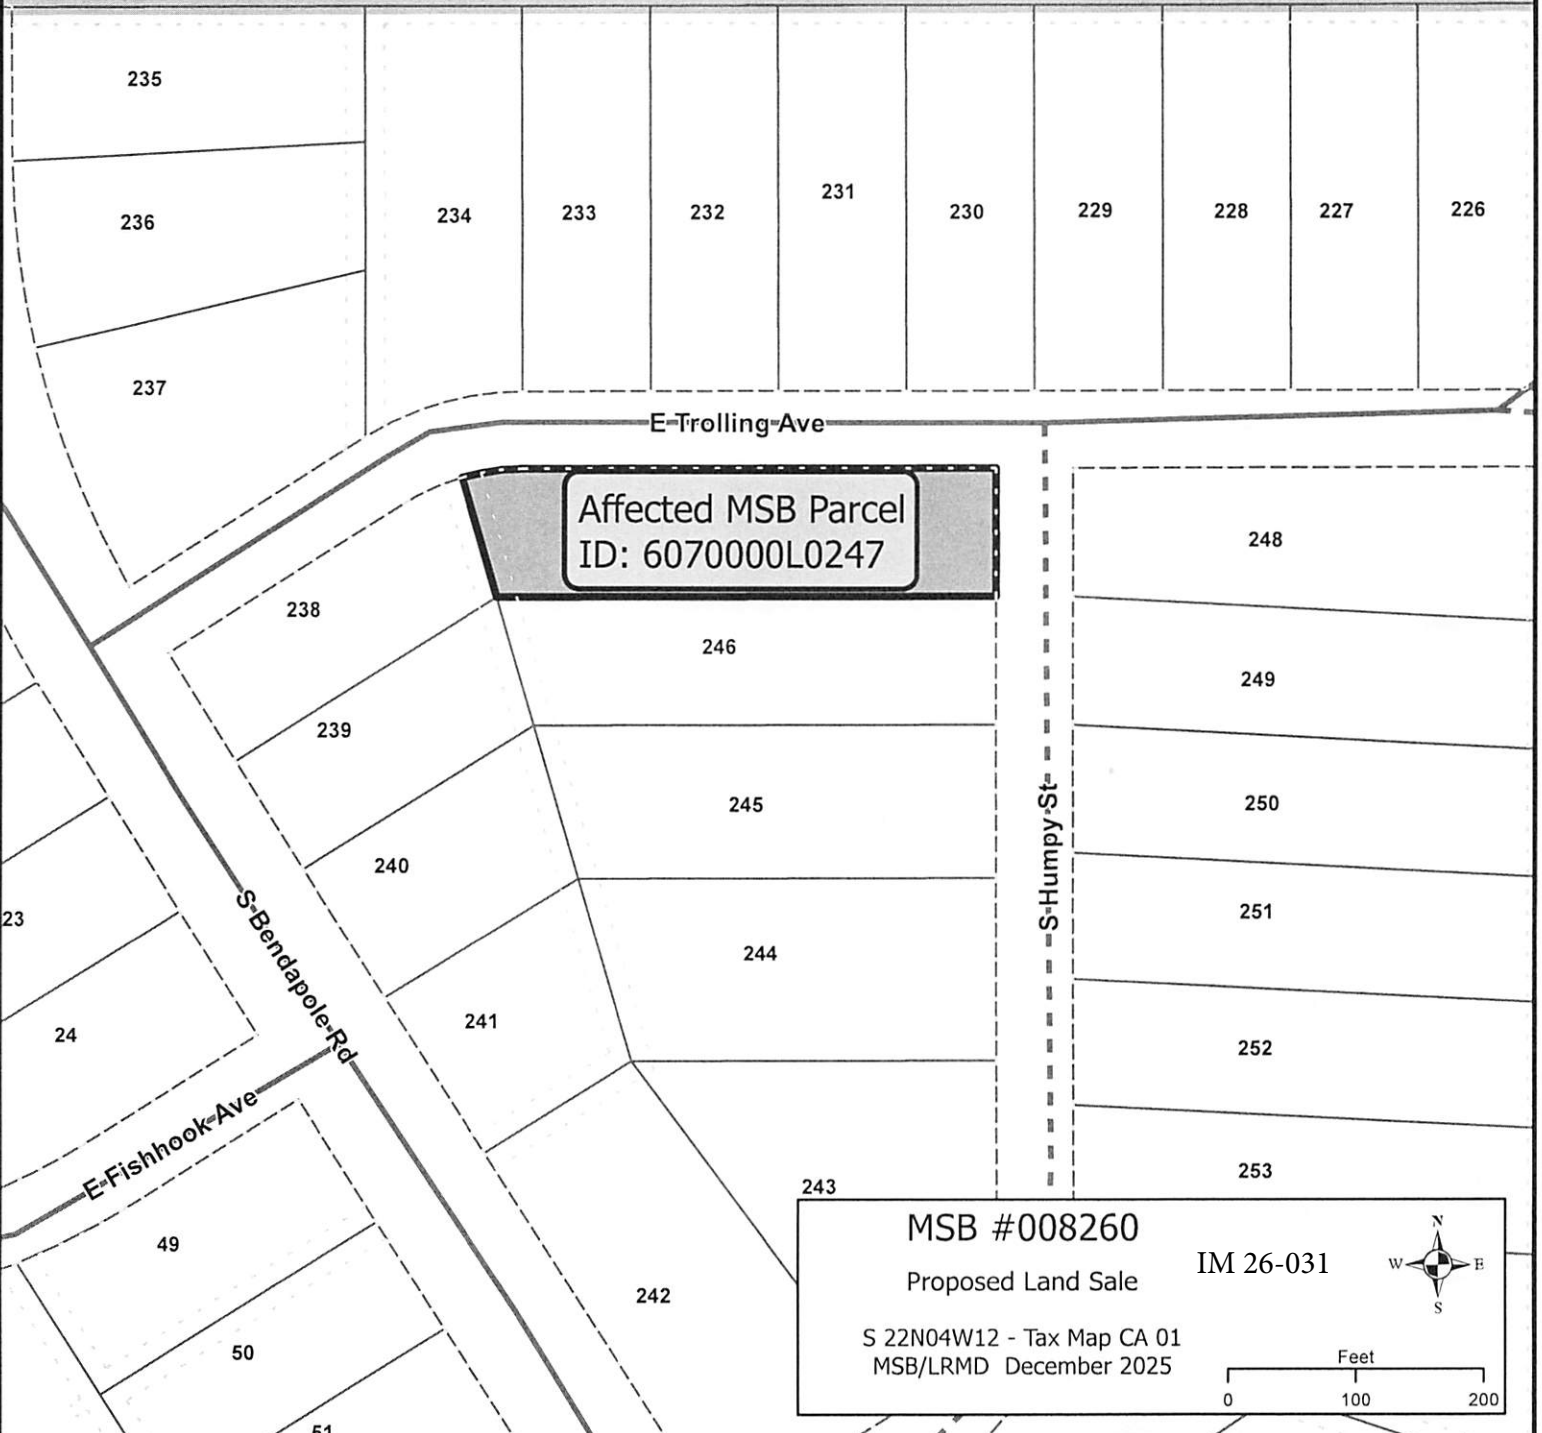 235
236
237
234
233
232
231
230
229
228
227
226
E Trolling Ave
Affected MSB Parcel
ID: 6070000L0247
238
239
240
241
242
246
245
244
243
S Humpy St
248
249
250
251
252
253
S Bendapole Rd
23
24
E Fishhook Ave
49
50
51
MSB #008260
Proposed Land Sale
IM 26-031
S 22N04W12 - Tax Map CA 01
MSB/LRMD December 2025
N
W
E
S
Feet
0 100 200